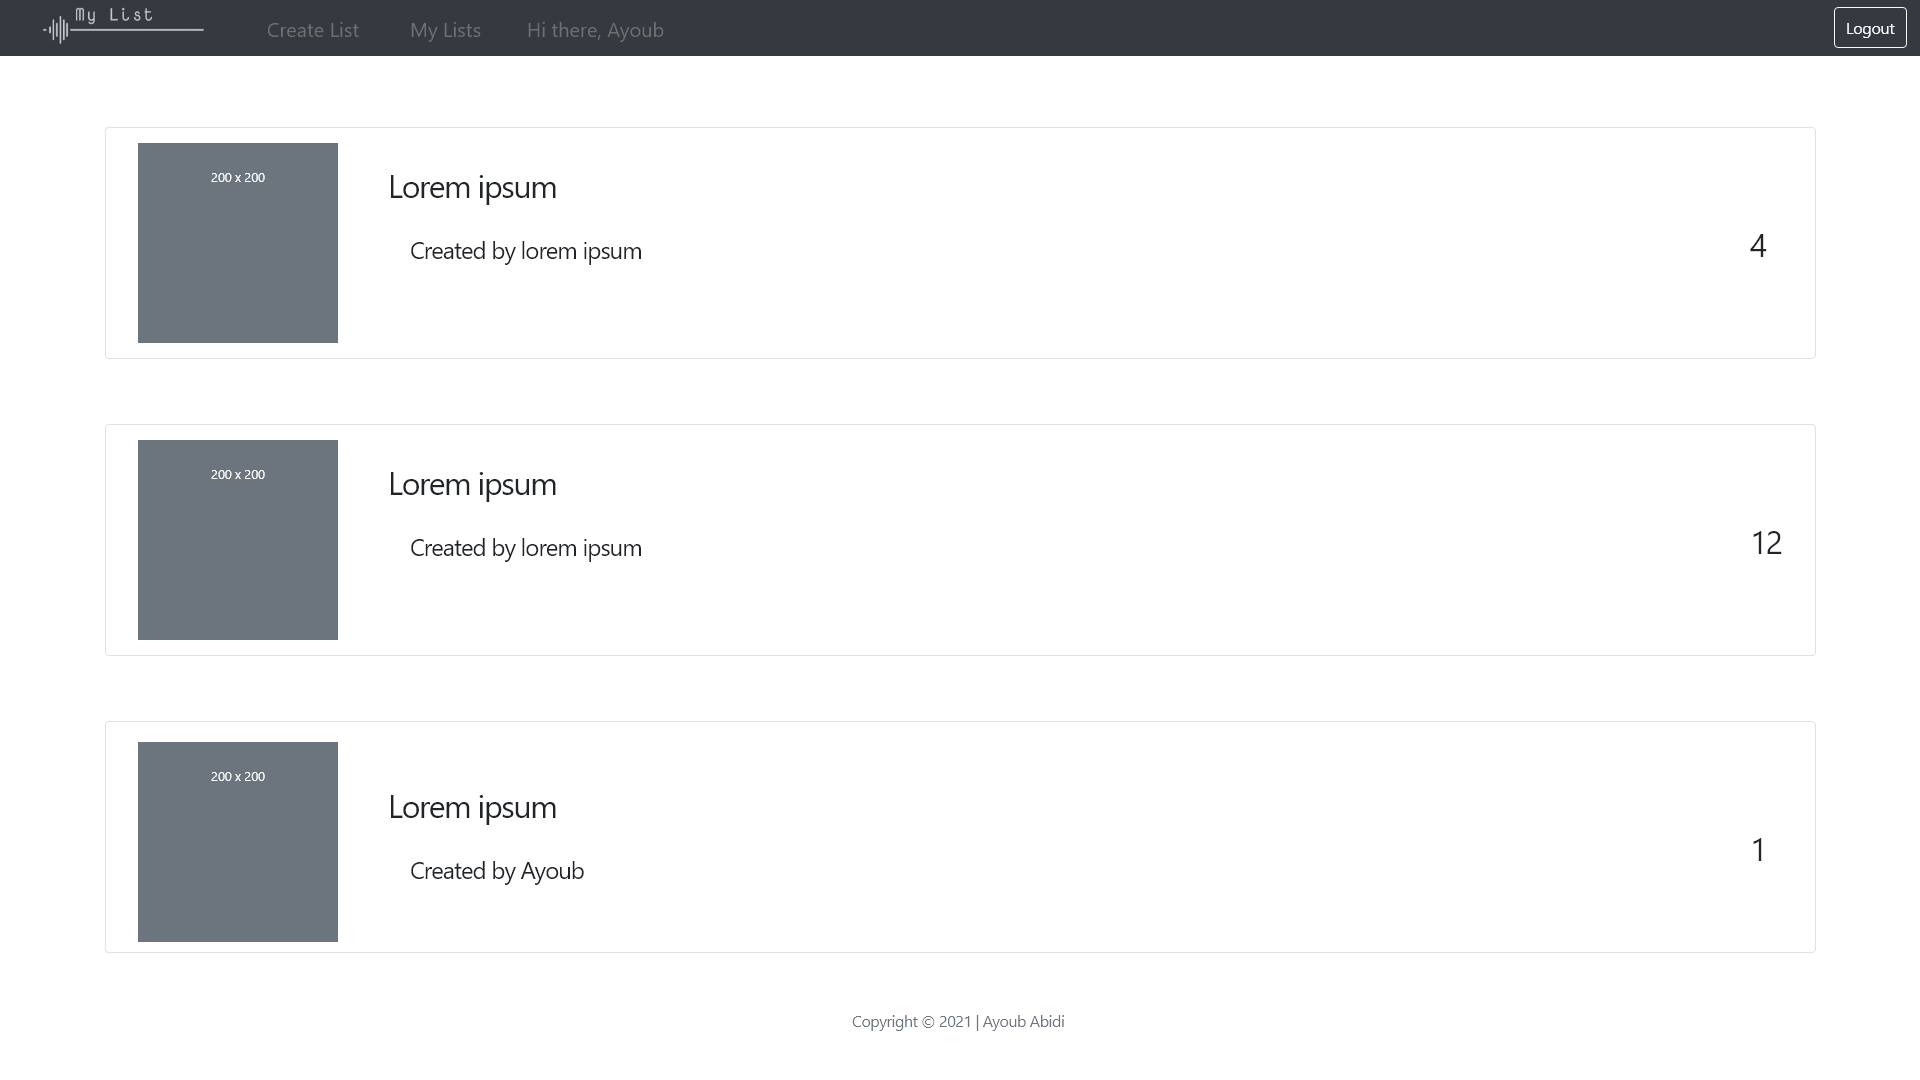 My List
Create List
My Lists
Hi there, Ayoub
Logout
200 x 200
Lorem ipsum
Created by lorem ipsum
4
200 x 200
Lorem ipsum
Created by lorem ipsum
12
200 x 200
Lorem ipsum
Created by Ayoub
1
Copyright © 2021 | Ayoub Abidi